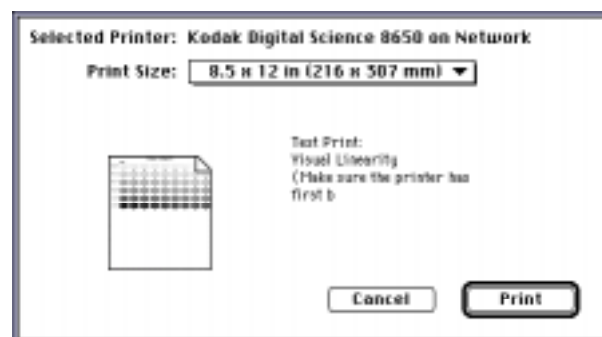 Selected Printer: Kodak Digital Science 8650 on Network
Print Size: 8.5 x 12 in (216 x 307 mm)
Test Print:
Visual Linearity
(Make sure the printer has
first b
Cancel Print